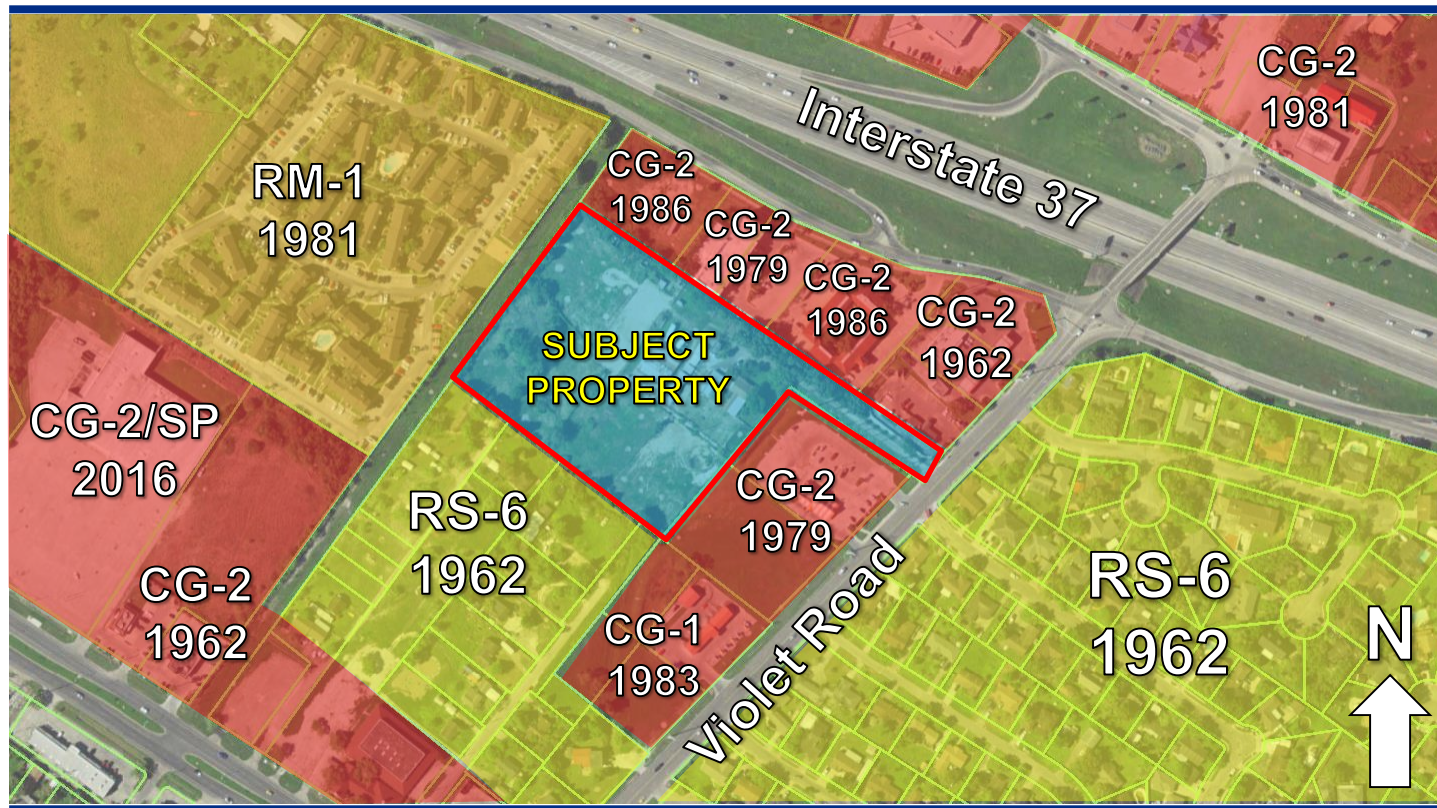 CG-2
1981
Interstate 37
RM-1
1981
CG-2
1986
CG-2
1979
CG-2
1986
CG-2
1962
SUBJECT
PROPERTY
CG-2/SP
2016
CG-2
1979
RS-6
1962
RS-6
1962
CG-2
1962
CG-1
1983
Violet Road
N